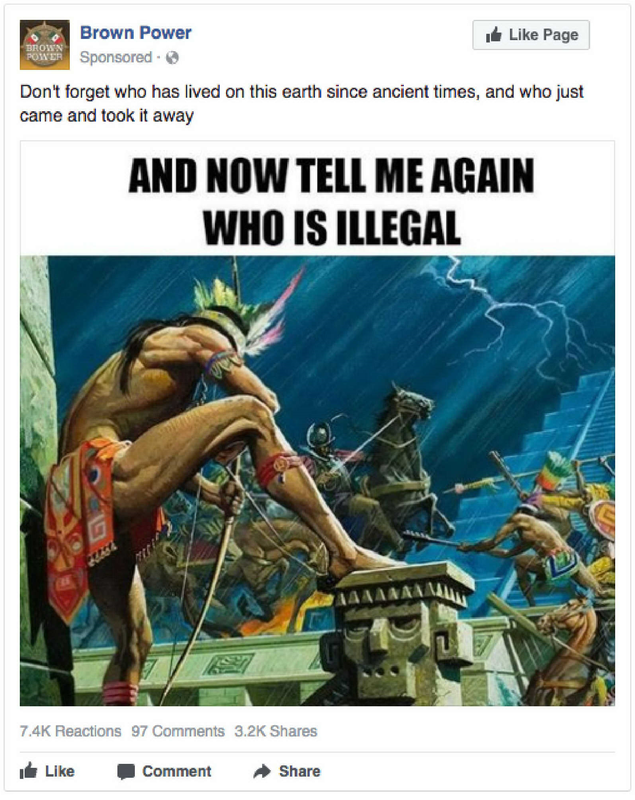 BROWN
POWER
Brown Power
Sponsored ·
Like Page
Don't forget who has lived on this earth since ancient times, and who just
came and took it away
AND NOW TELL ME AGAIN
WHO IS ILLEGAL
7.4K Reactions 97 Comments 3.2K Shares
Like Comment Share